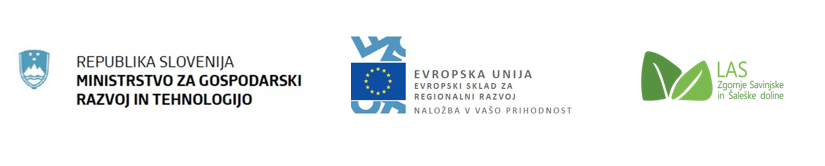 REPUBLIKA SLOVENIJA
MINISTRSTVO ZA GOSPODARSKI
RAZVOJ IN TEHNOLOGIJO
EVROPSKA UNIJA
EVROPSKI SKLAD ZA
REGIONALNI RAZVOJ
NALOŽBA V VAŠO PRIHODNOST
LAS
Zgornje Savinjske
in Šaleške doline